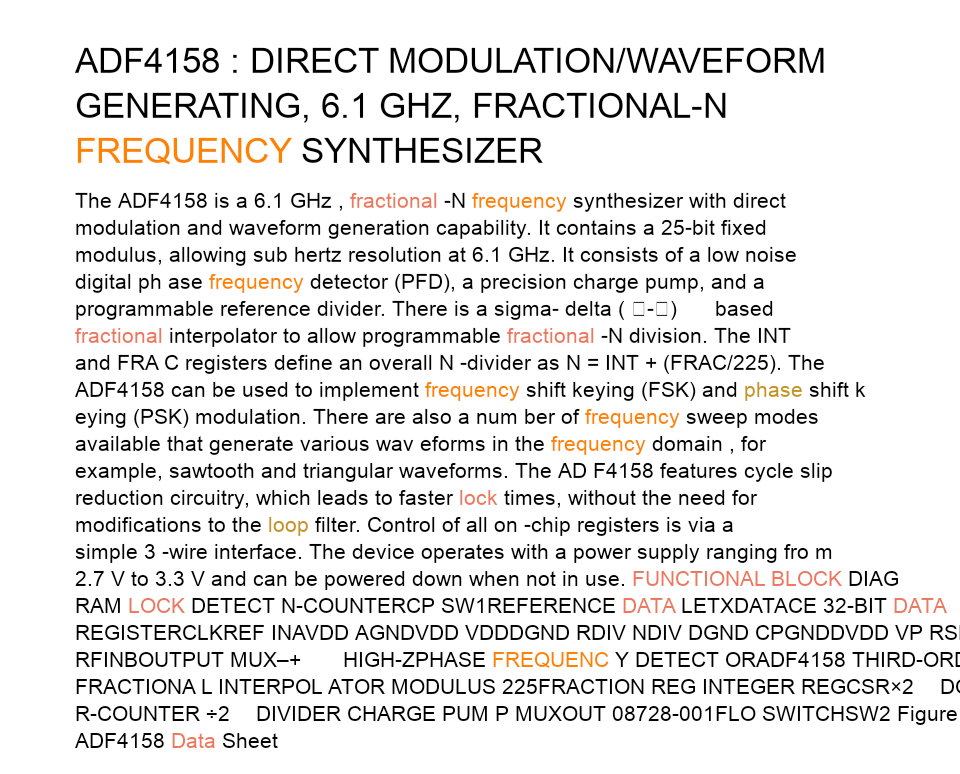 ADF4158 : DIRECT MODULATION/WAVEFORM
GENERATING, 6.1 GHZ, FRACTIONAL-N
FREQUENCY SYNTHESIZER
The ADF4158 is a 6.1 GHz , fractional -N frequency synthesizer with direct
modulation and waveform generation capability. It contains a 25-bit fixed
modulus, allowing sub hertz resolution at 6.1 GHz. It consists of a low noise
digital ph ase frequency detector (PFD), a precision charge pump, and a
programmable reference divider. There is a sigma- delta ( □-□) based
fractional interpolator to allow programmable fractional -N division. The INT
and FRA C registers define an overall N -divider as N = INT + (FRAC/225). The
ADF4158 can be used to implement frequency shift keying (FSK) and phase shift k
eying (PSK) modulation. There are also a num ber of frequency sweep modes
available that generate various wav eforms in the frequency domain , for
example, sawtooth and triangular waveforms. The AD F4158 features cycle slip
reduction circuitry, which leads to faster lock times, without the need for
modifications to the loop filter. Control of all on -chip registers is via a
simple 3 -wire interface. The device operates with a power supply ranging fro m
2.7 V to 3.3 V and can be powered down when not in use. FUNCTIONAL BLOCK DIAG
RAM LOCK DETECT N-COUNTERCP SW1REFERENCE DATA LETXDATACE 32-BIT DATA
REGISTERCLKREF INAVDD AGNDVDD VDDDGND RDIV NDIV DGND CPGNDDVDD VP
RFINBOUTPUT MUX–+ HIGH-ZPHASE FREQUENC Y DETECT ORADF4158
FRACTIONA L INTERPOL ATOR MODULUS 225FRACTION REG INTEGER REGCSR×2
R-COUNTER ÷2 DIVIDER CHARGE PUM P MUXOUT 08728-001FLO SWITCHSW2 Figure
ADF4158 Data Sheet